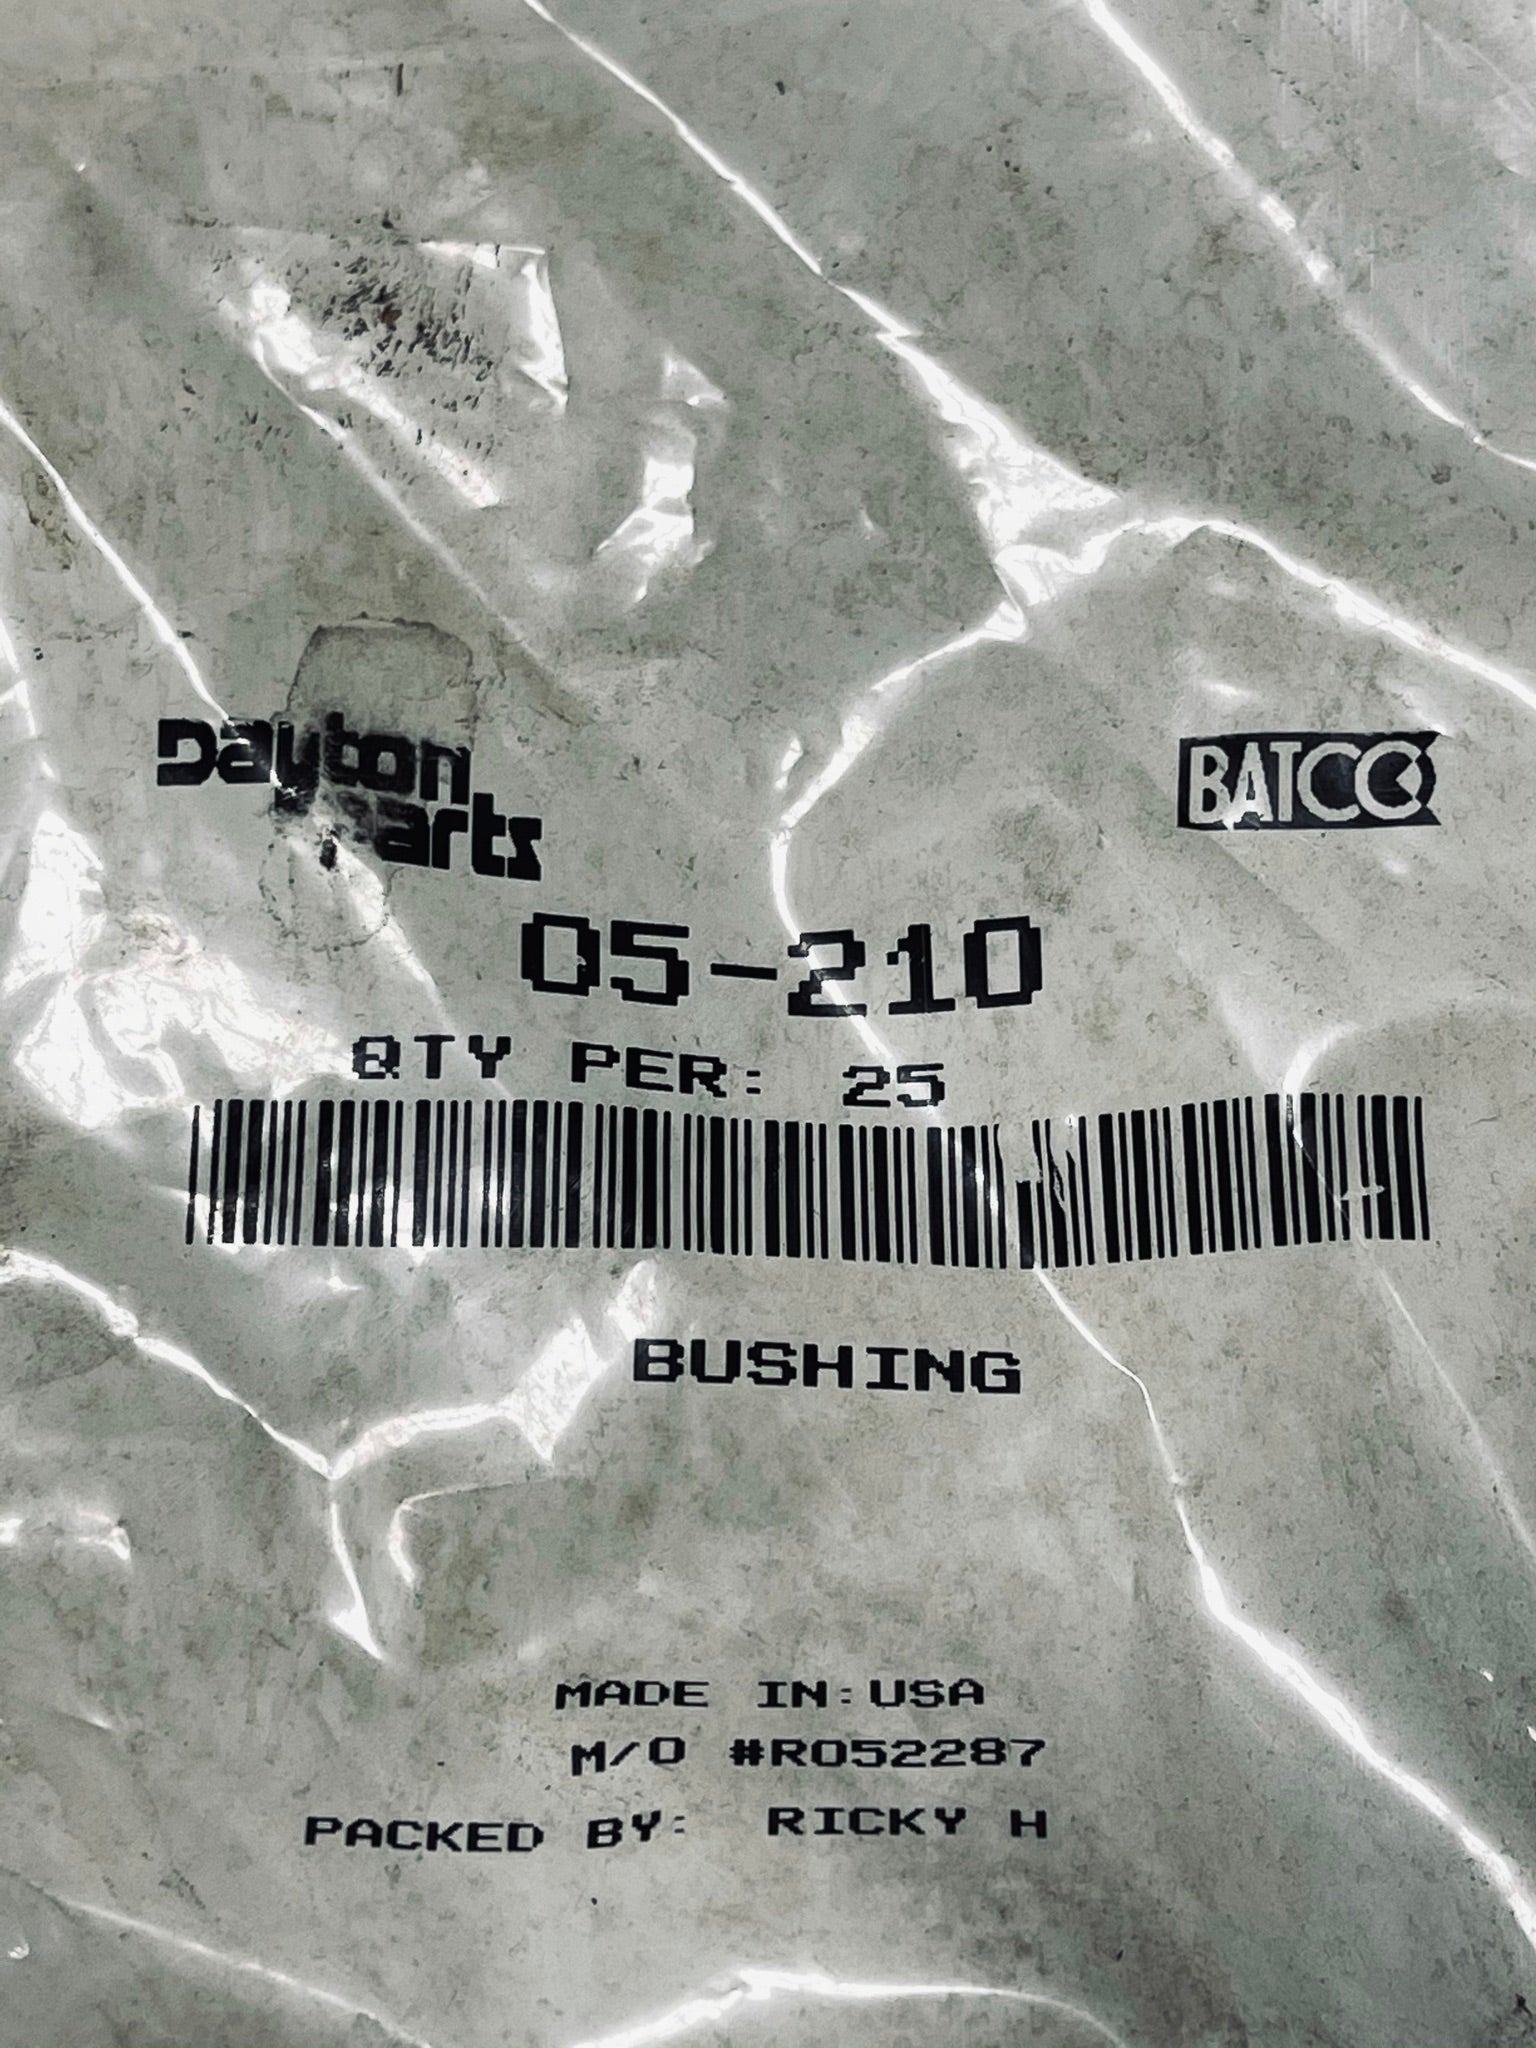 Dayton Parts
BATCO
05-210
QTY PER: 25
BUSHING
MADE IN: USA
M/O #R052287
PACKED BY: RICKY H